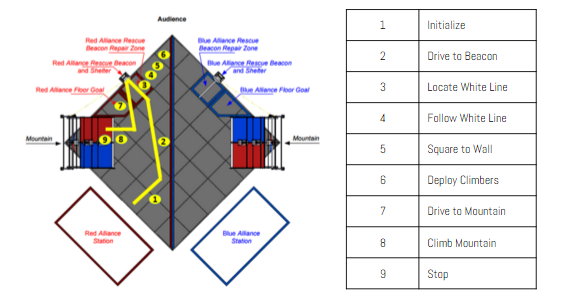 Audience
Red Alliance Rescue
Beacon Repair Zone
Blue Alliance Rescue
Beacon Repair Zone
Red Alliance Rescue Beacon
and Shelter
Blue Alliance Rescue Beacon
and Shelter
Red Alliance Floor Goal
Blue Alliance Floor Goal
6
5
4
3
7
Mountain
9
8
2
Mountain
1
Red Alliance
Station
Blue Alliance
Station
1 Initialize
2 Drive to Beacon
3 Locate White Line
4 Follow White Line
5 Square to Wall
6 Deploy Climbers
7 Drive to Mountain
8 Climb Mountain
9 Stop